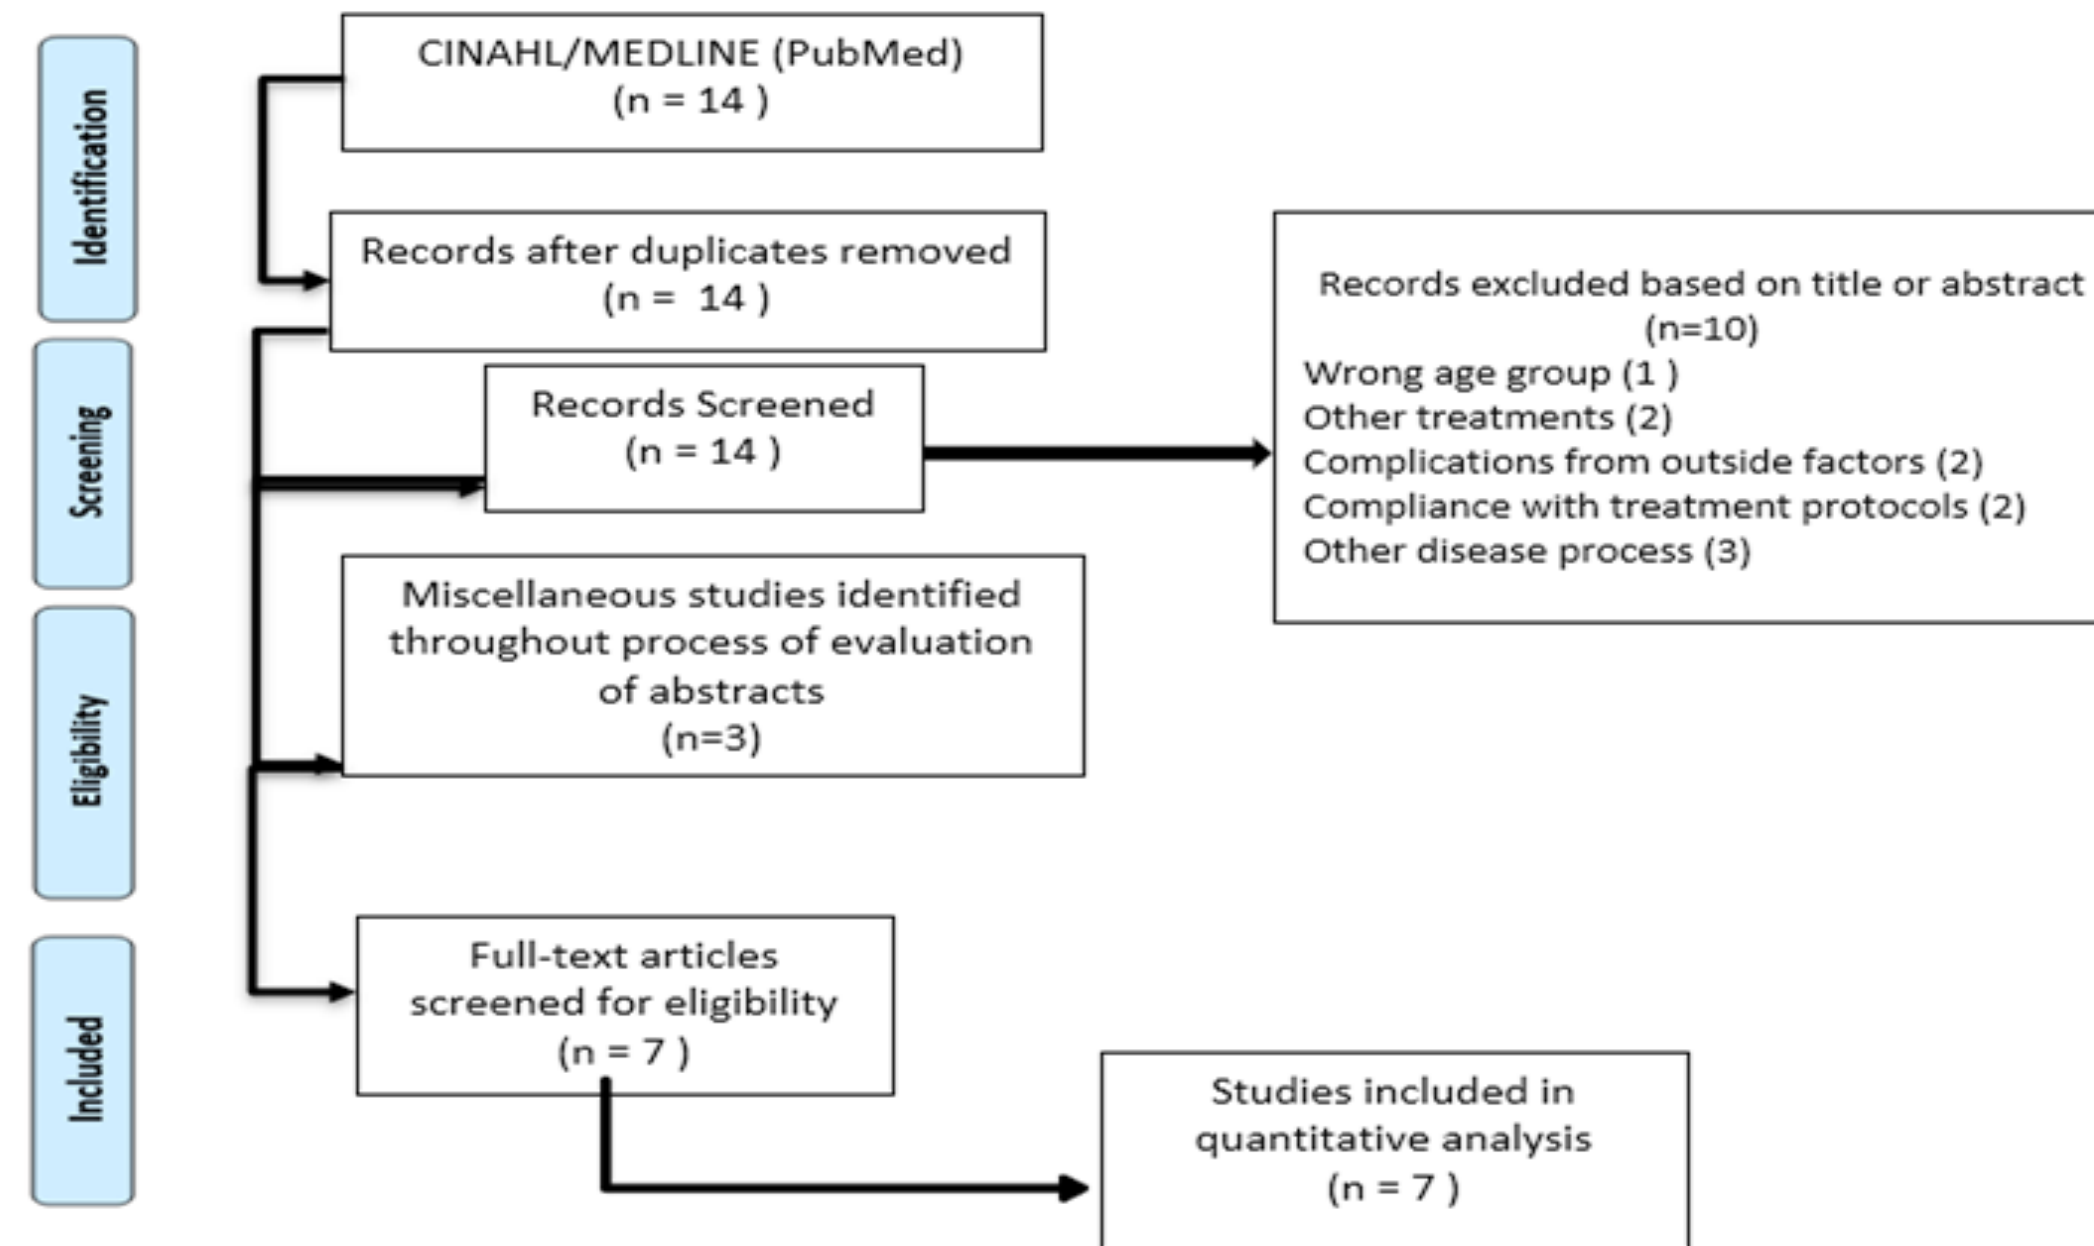 Identification
CINAHL/MEDLINE (PubMed)
(n = 14 )
Records after duplicates removed
(n = 14 )
Screening
Records Screened
(n = 14 )
Records excluded based on title or abstract
(n=10)
Wrong age group (1 )
Other treatments (2)
Complications from outside factors (2)
Compliance with treatment protocols (2)
Other disease process (3)
Eligibility
Miscellaneous studies identified
throughout process of evaluation
of abstracts
(n=3)
Included
Full-text articles
screened for eligibility
(n = 7 )
Studies included in
quantitative analysis
(n = 7 )